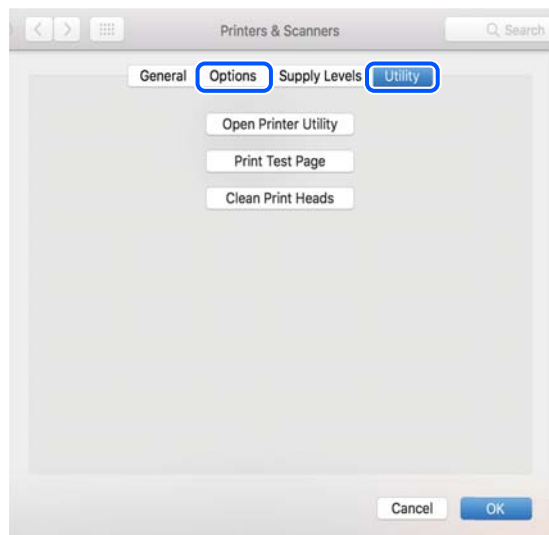 Printers & Scanners Search
General Options Supply Levels Utility
Open Printer Utility
Print Test Page
Clean Print Heads
Cancel OK